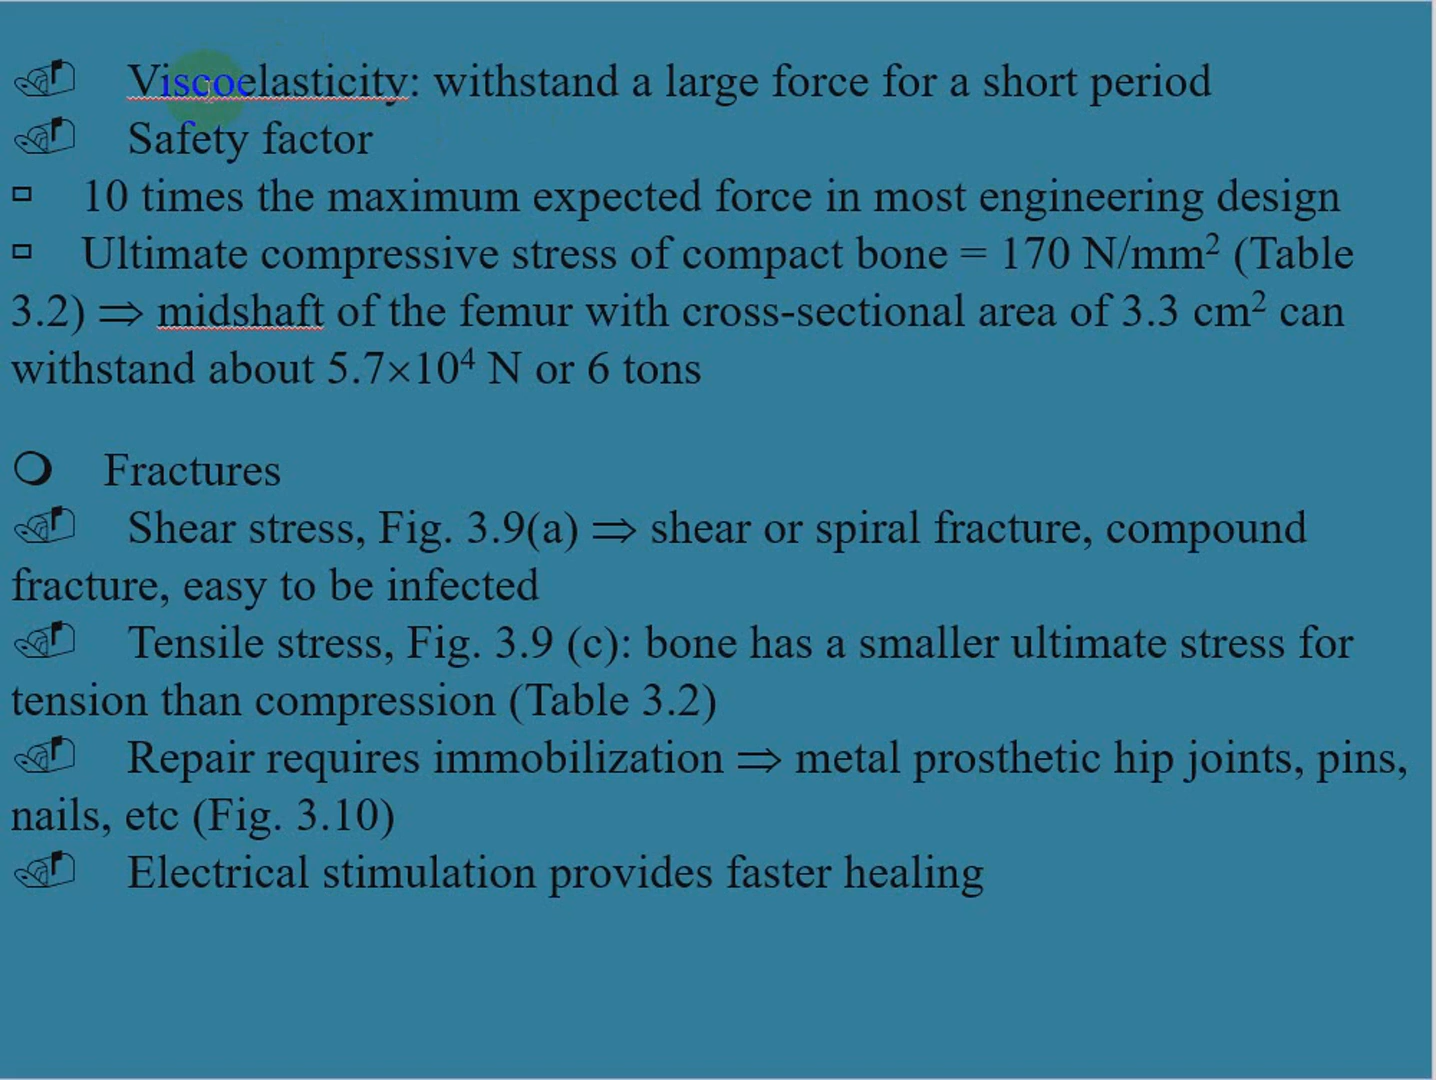 Viscoelasticity: withstand a large force for a short period
Safety factor
10 times the maximum expected force in most engineering design
Ultimate compressive stress of compact bone = 170 N/mm² (Table
3.2) ⇒ midshaft of the femur with cross-sectional area of 3.3 cm² can
withstand about 5.7×10⁴ N or 6 tons
Fractures
Shear stress, Fig. 3.9(a) ⇒ shear or spiral fracture, compound
fracture, easy to be infected
Tensile stress, Fig. 3.9 (c): bone has a smaller ultimate stress for
tension than compression (Table 3.2)
Repair requires immobilization ⇒ metal prosthetic hip joints, pins,
nails, etc (Fig. 3.10)
Electrical stimulation provides faster healing